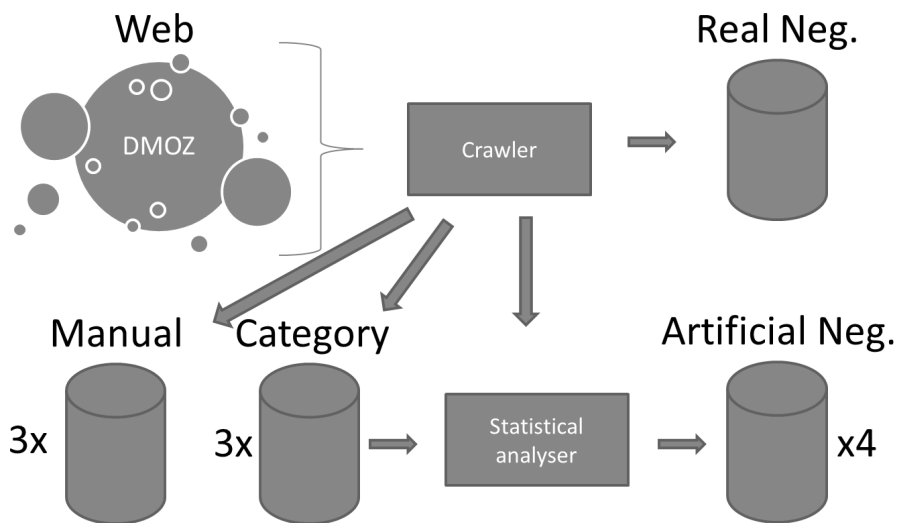 Web
Real Neg.
DMOZ
Crawler
Manual
Category
Artificial Neg.
3x
3x
Statistical
analyser
x4